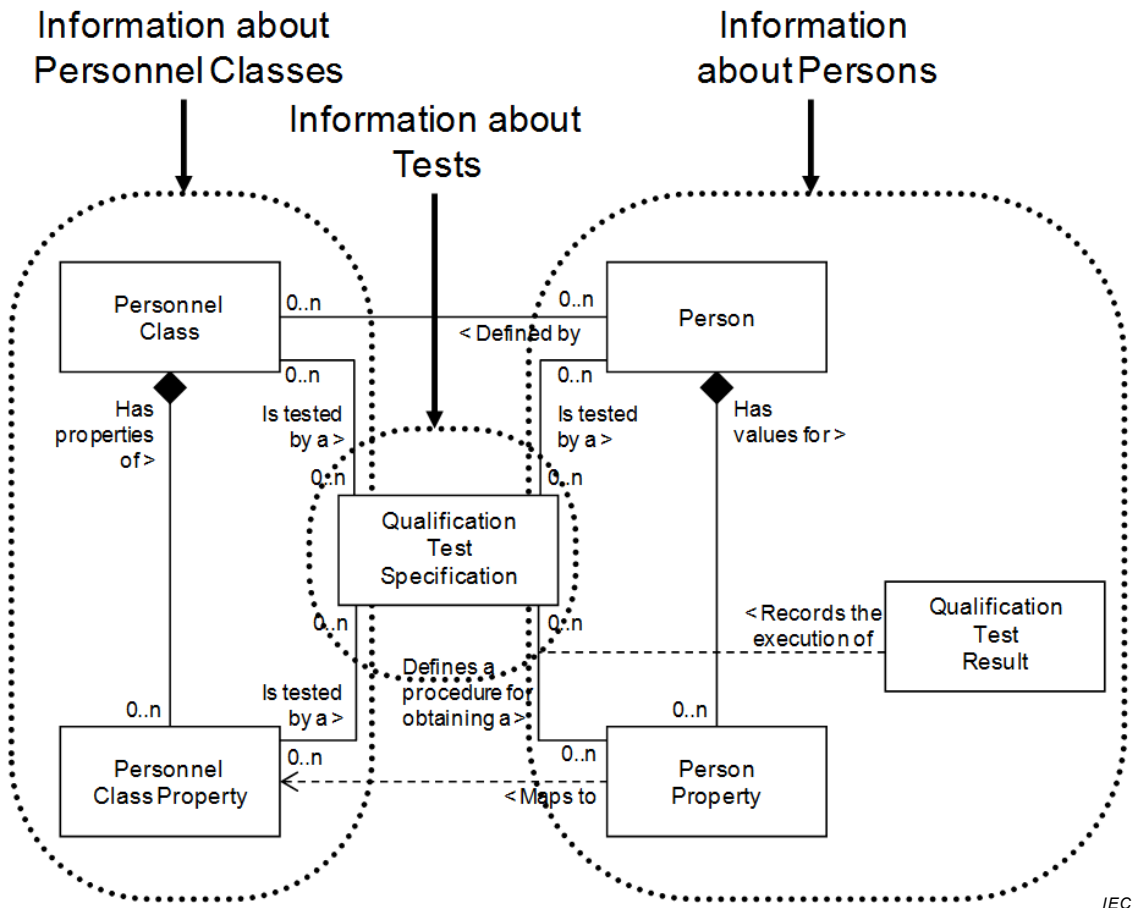 Information about
Personnel Classes
Information
about Persons
Information about
Tests
Personnel
Class
0..n
0..n
< Defined by
Person
0..n
0..n
Has
properties
of >
Is tested
by a >
Is tested
by a >
Has
values for >
0..n
0..n
Qualification
Test
Specification
0..n
0..n
< Records the
execution of
Qualification
Test
Result
Is tested
by a >
Defines a
procedure for
obtaining a >
0..n
0..n
0..n
0..n
Personnel
Class Property
< Maps to
Person
Property
IEC